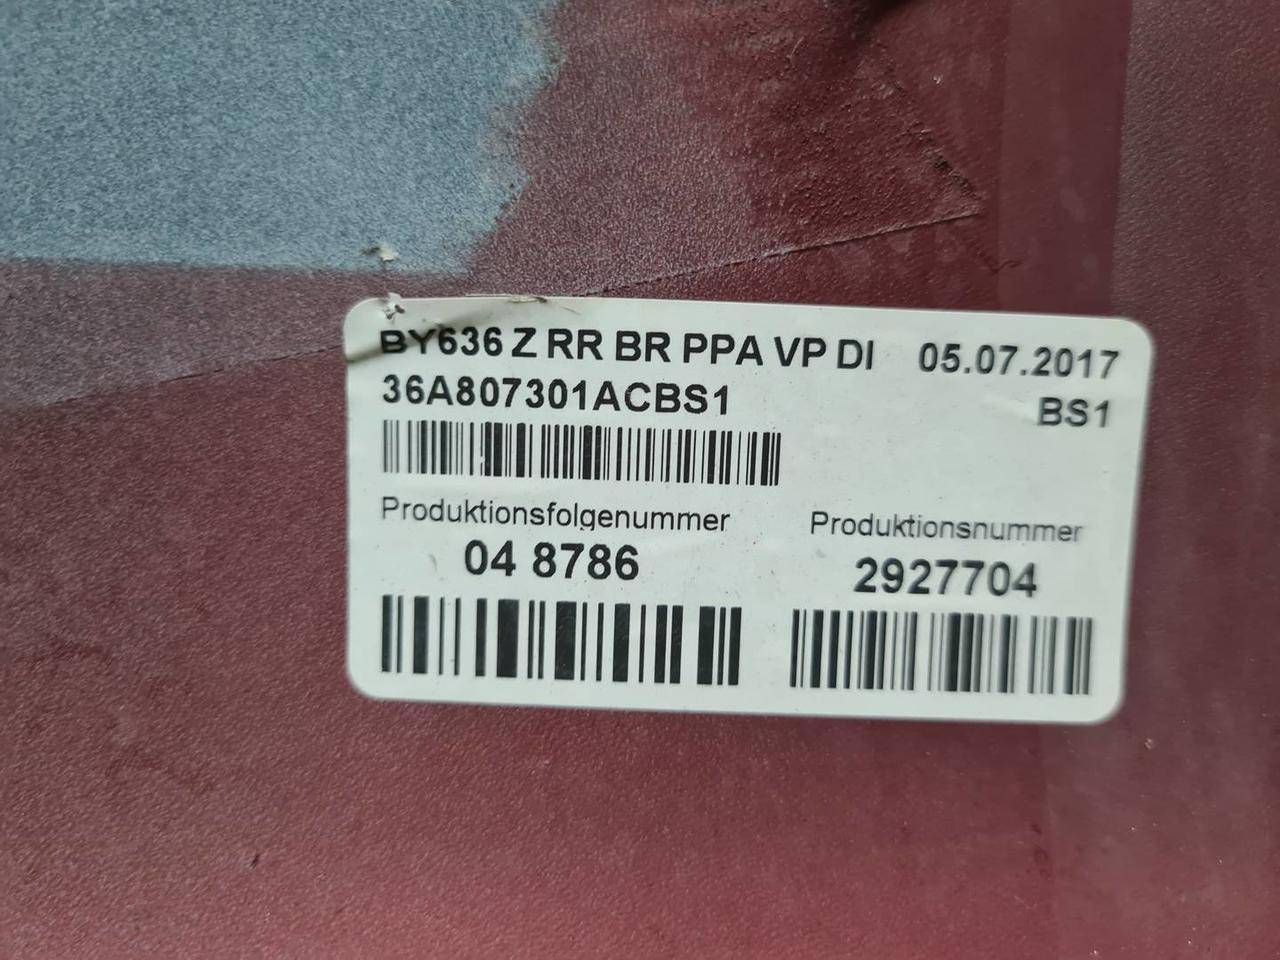 BY636 Z RR BR PPA VP DI 05.07.2017
36A807301ACBS1 BS1
Produktionsfolgenummer Produktionsnummer
04 8786 2927704